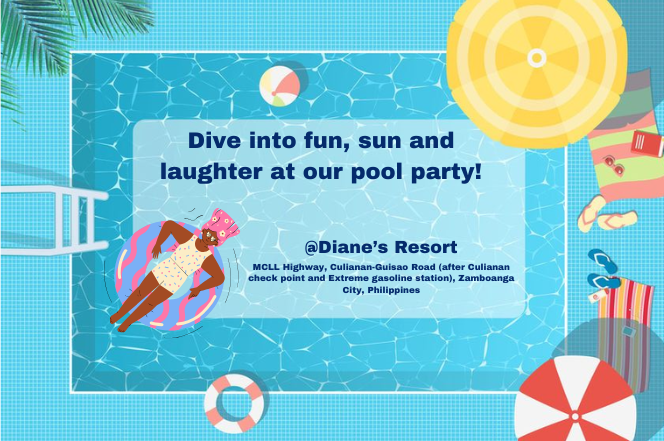 Dive into fun, sun and
laughter at our pool party!
@Diane's Resort
MCLL Highway, Culianan-Guisao Road (after Culianan
check point and Extreme gasoline station), Zamboanga
City, Philippines